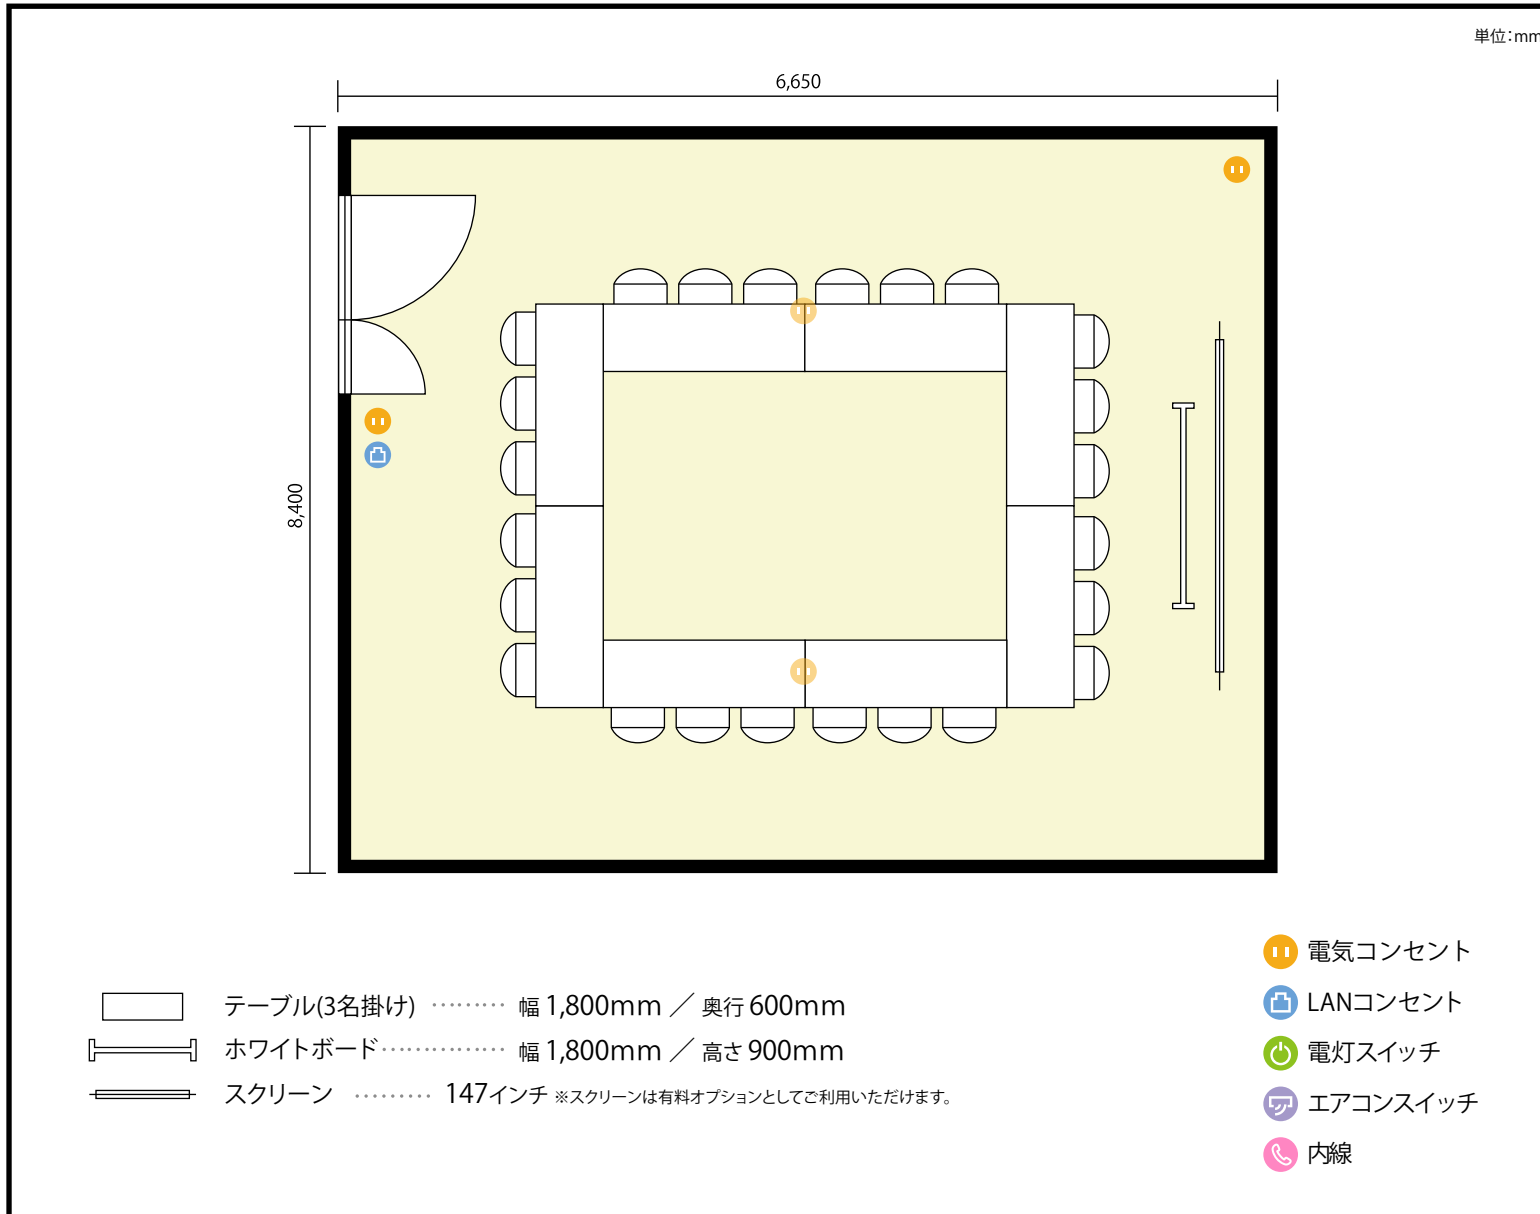 単位:mm
6,650
8,400
テーブル(3名掛け) ········· 幅 1,800mm ／ 奥行 600mm
ホワイトボード ··············· 幅 1,800mm ／ 高さ 900mm
スクリーン ········· 147インチ ※スクリーンは有料オプションとしてご利用いただけます。
電気コンセント
LANコンセント
電灯スイッチ
エアコンスイッチ
内線